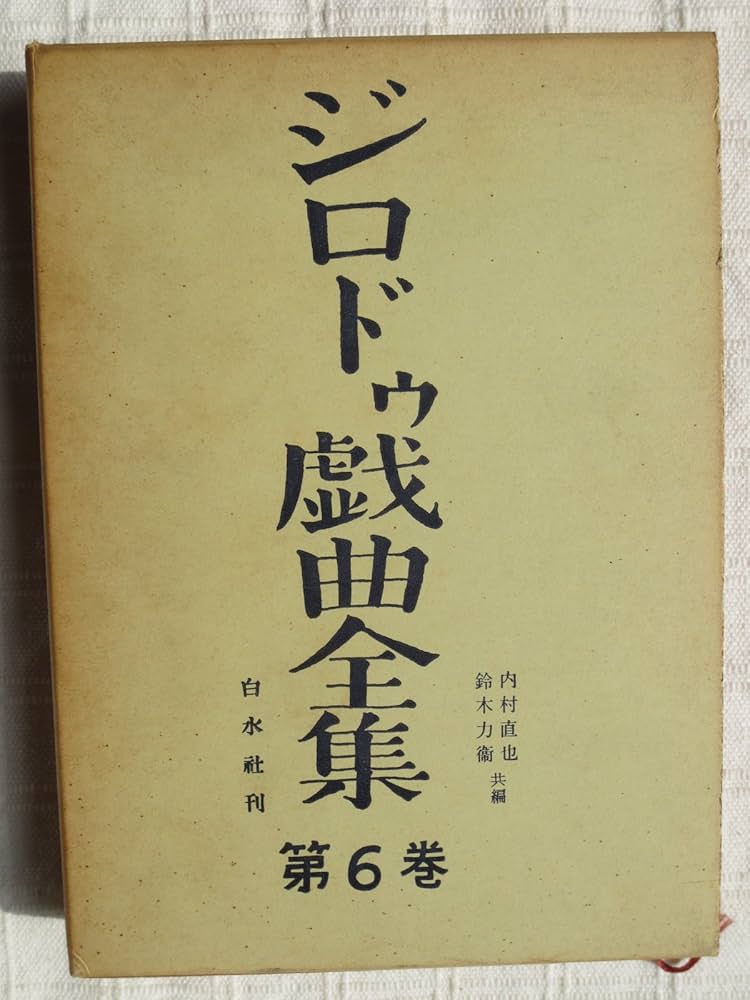 ジロドゥ戯曲全集
第6巻
内村直也
鈴木力衞 共編
白水社刊